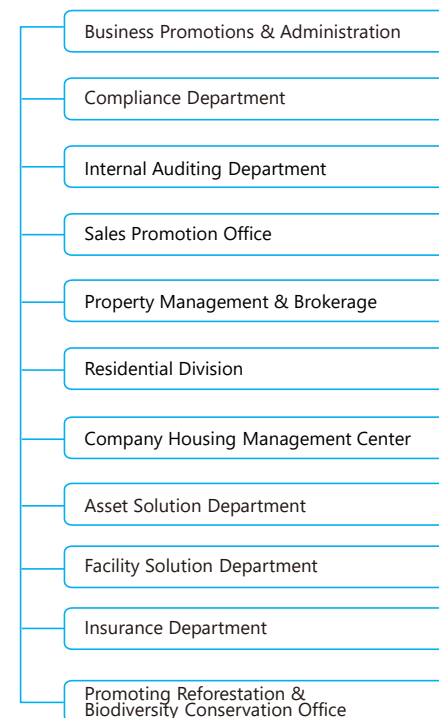 Business Promotions & Administration
Compliance Department
Internal Auditing Department
Sales Promotion Office
Property Management & Brokerage
Residential Division
Company Housing Management Center
Asset Solution Department
Facility Solution Department
Insurance Department
Promoting Reforestation &
Biodiversity Conservation Office